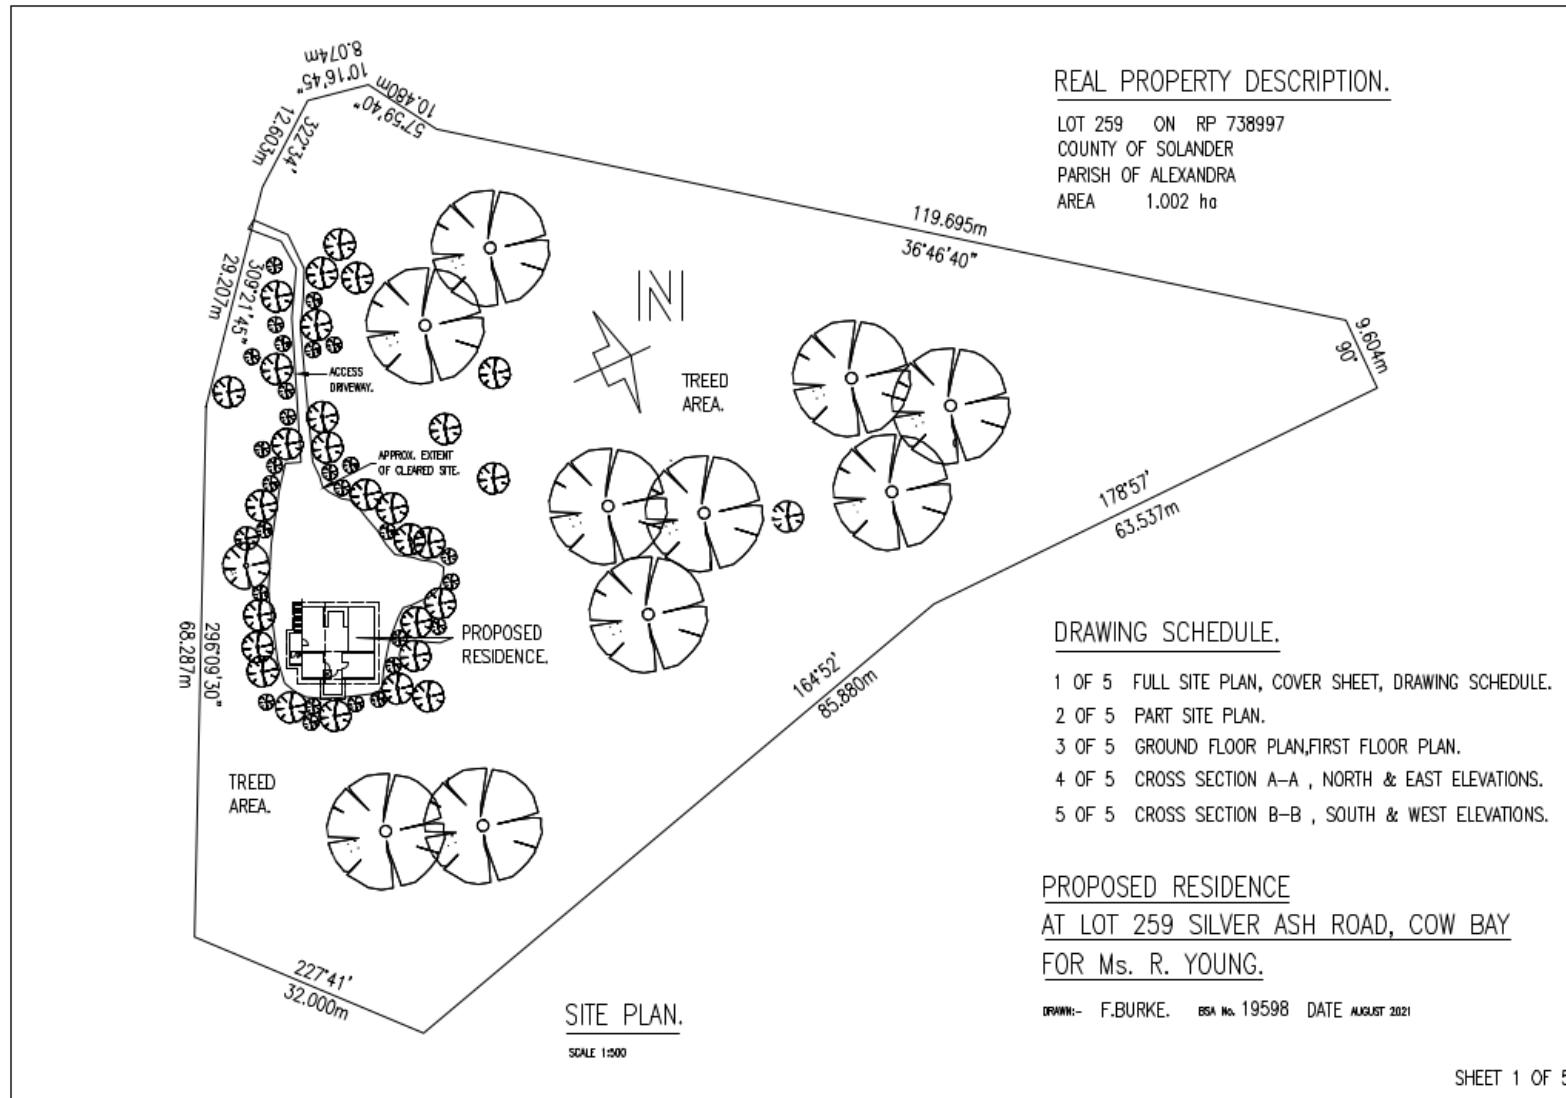 8.074m
10°16'45"
10.480m
57°59'40"
12.603m
322°34'
119.695m
36°46'40"
9.604m
90°
29.207m
309°21'45"
N
ACCESS
DRIVEWAY.
TREED
AREA.
APPROX. EXTENT
OF CLEARED SITE.
178°57'
63.537m
PROPOSED
RESIDENCE.
296°09'30"
68.287m
164°52'
85.880m
TREED
AREA.
227°41'
32.000m
SITE PLAN.
SCALE 1:500
REAL PROPERTY DESCRIPTION.
LOT 259 ON RP 738997
COUNTY OF SOLANDER
PARISH OF ALEXANDRA
AREA 1.002 ha
DRAWING SCHEDULE.
1 OF 5 FULL SITE PLAN, COVER SHEET, DRAWING SCHEDULE.
2 OF 5 PART SITE PLAN.
3 OF 5 GROUND FLOOR PLAN,FIRST FLOOR PLAN.
4 OF 5 CROSS SECTION A-A , NORTH & EAST ELEVATIONS.
5 OF 5 CROSS SECTION B-B , SOUTH & WEST ELEVATIONS.
PROPOSED RESIDENCE
AT LOT 259 SILVER ASH ROAD, COW BAY
FOR Ms. R. YOUNG.
DRAWN:- F.BURKE. BSA No. 19598 DATE AUGUST 2021
SHEET 1 OF 5